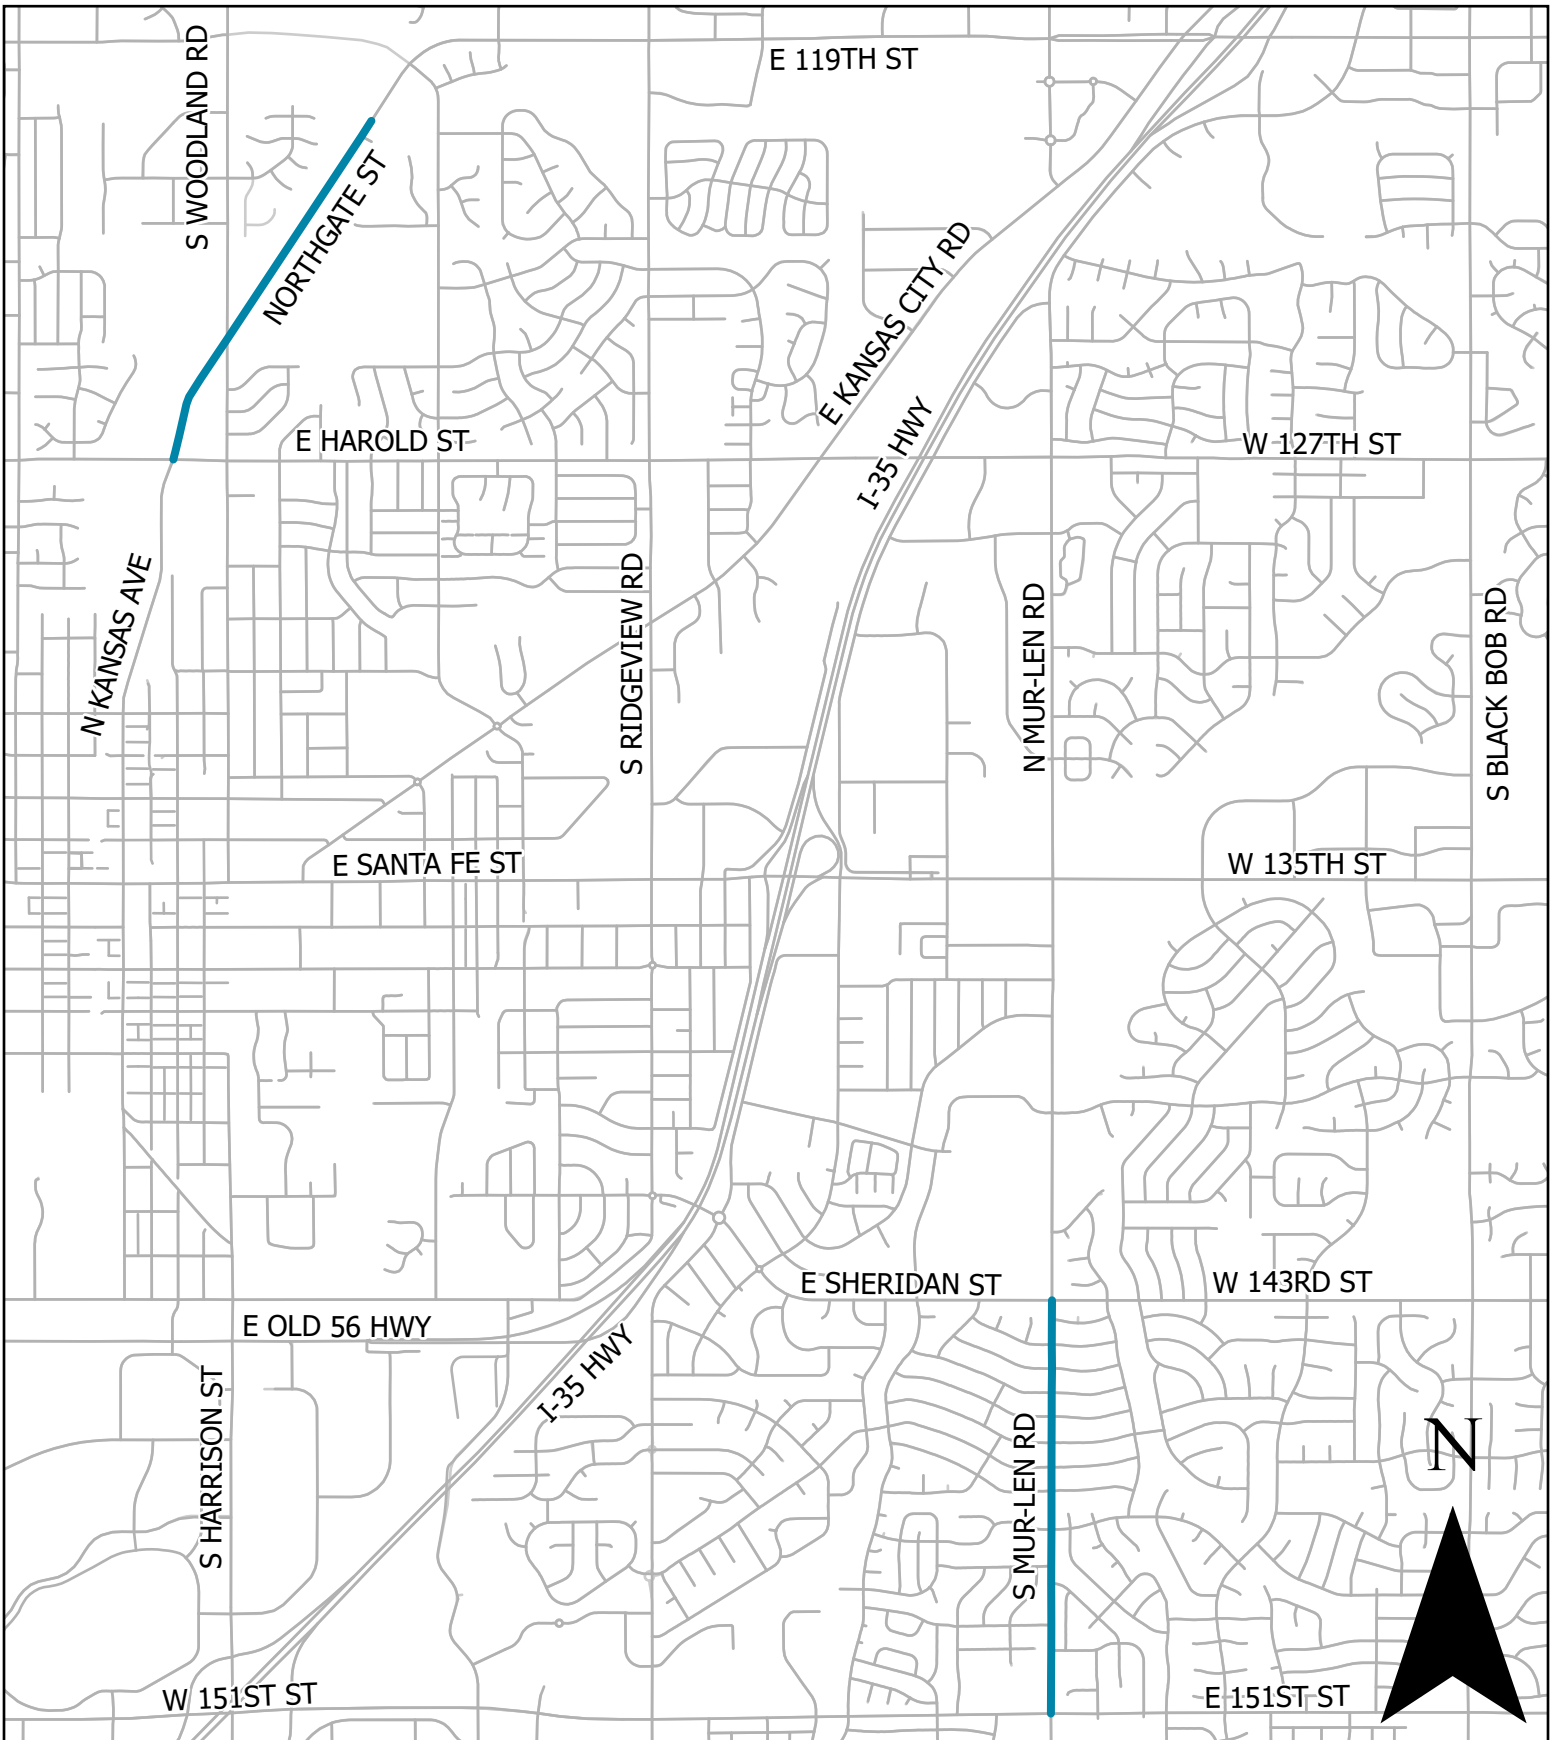 E 119TH ST
S WOODLAND RD
NORTHGATE ST
E KANSAS CITY RD
I-35 HWY
E HAROLD ST
W 127TH ST
N KANSAS AVE
S RIDGEVIEW RD
N MUR-LEN RD
S BLACK BOB RD
E SANTA FE ST
W 135TH ST
E SHERIDAN ST
W 143RD ST
E OLD 56 HWY
I-35 HWY
S HARRISON ST
S MUR-LEN RD
N
W 151ST ST
E 151ST ST